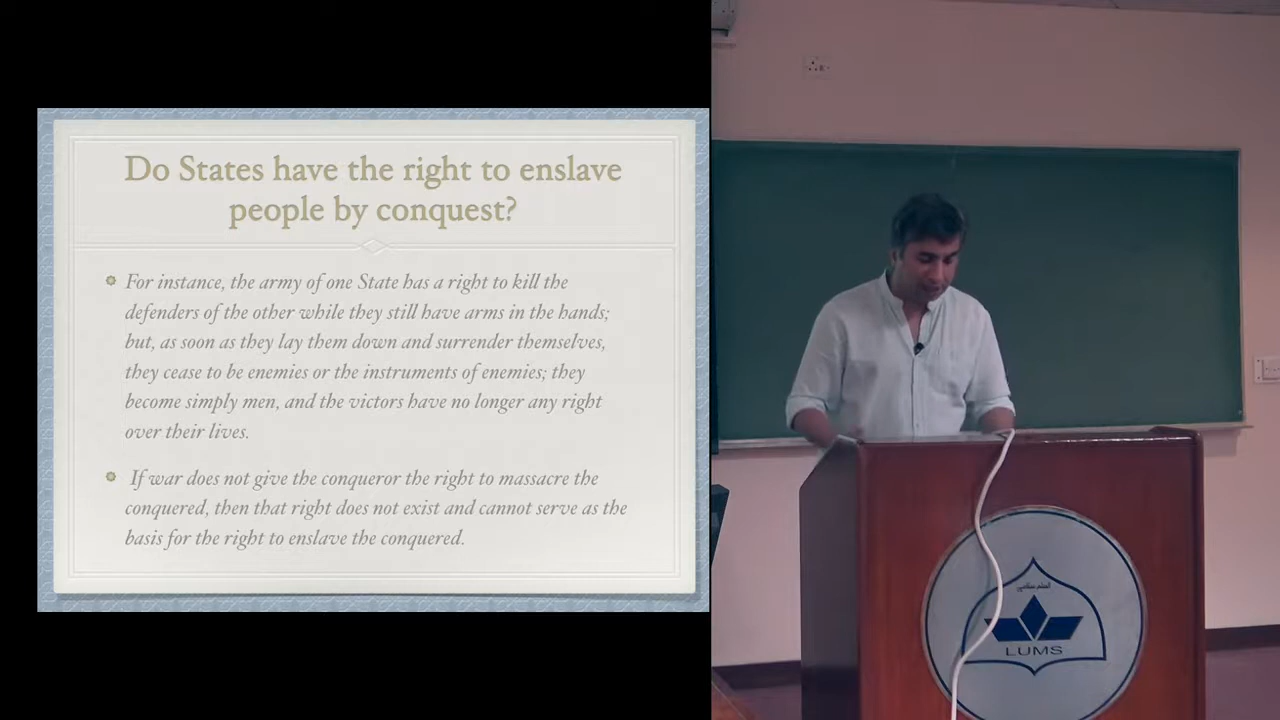 Do States have the right to enslave
people by conquest?
For instance, the army of one State has a right to kill the
defenders of the other while they still have arms in the hands;
but, as soon as they lay them down and surrender themselves,
they cease to be enemies or the instruments of enemies; they
become simply men, and the victors have no longer any right
over their lives.
If war does not give the conqueror the right to massacre the
conquered, then that right does not exist and cannot serve as the
basis for the right to enslave the conquered.
LUMS